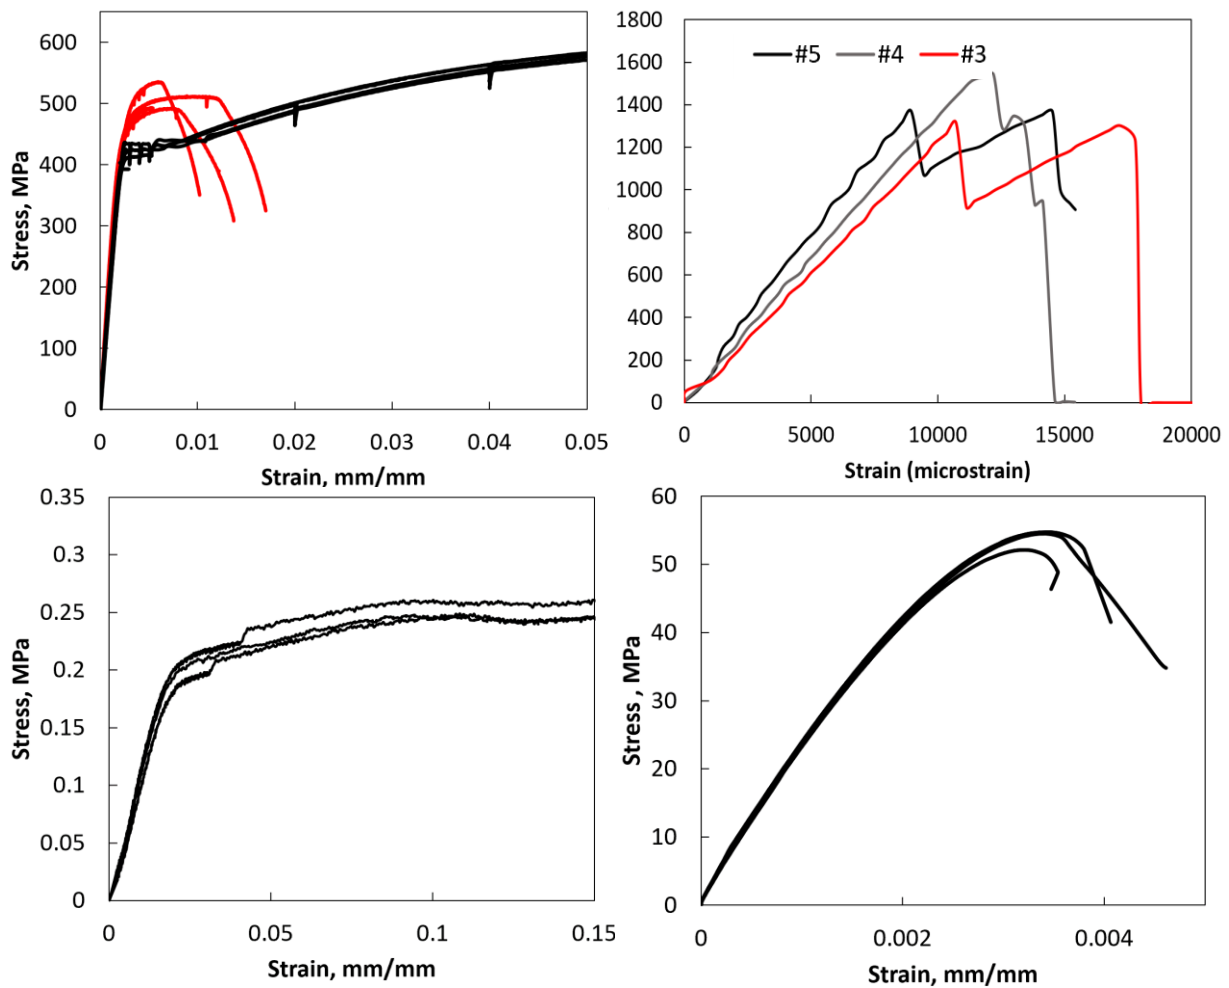 600
500
400
300
200
100
0
Stress, MPa
0 0.01 0.02 0.03 0.04 0.05
Strain, mm/mm
#5 #4 #3
1800
1600
1400
1200
1000
800
600
400
200
0
0 5000 10000 15000 20000
Strain (microstrain)
0.35
0.3
0.25
0.2
0.15
0.1
0.05
0
Stress, MPa
0 0.05 0.1 0.15
Strain, mm/mm
60
50
40
30
20
10
0
Stress , MPa
0 0.002 0.004
Strain, mm/mm